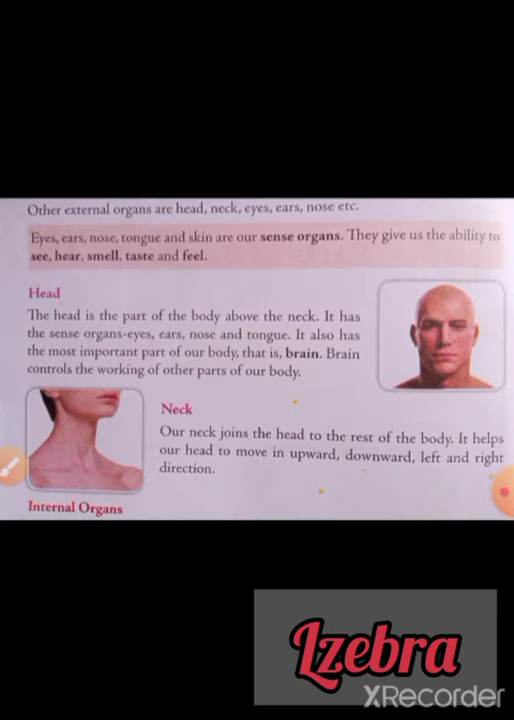 Other external organs are head, neck, eyes, ears, nose etc.
Eyes, ears, nose, tongue and skin are our sense organs. They give us the ability to
see, hear, smell, taste and feel.
Head
The head is the part of the body above the neck. It has
the sense organs-eyes, ears, nose and tongue. It also has
the most important part of our body, that is, brain. Brain
controls the working of other parts of our body.
Neck
Our neck joins the head to the rest of the body. It helps
our head to move in upward, downward, left and right
direction.
Internal Organs
Lzebra
XRecorder